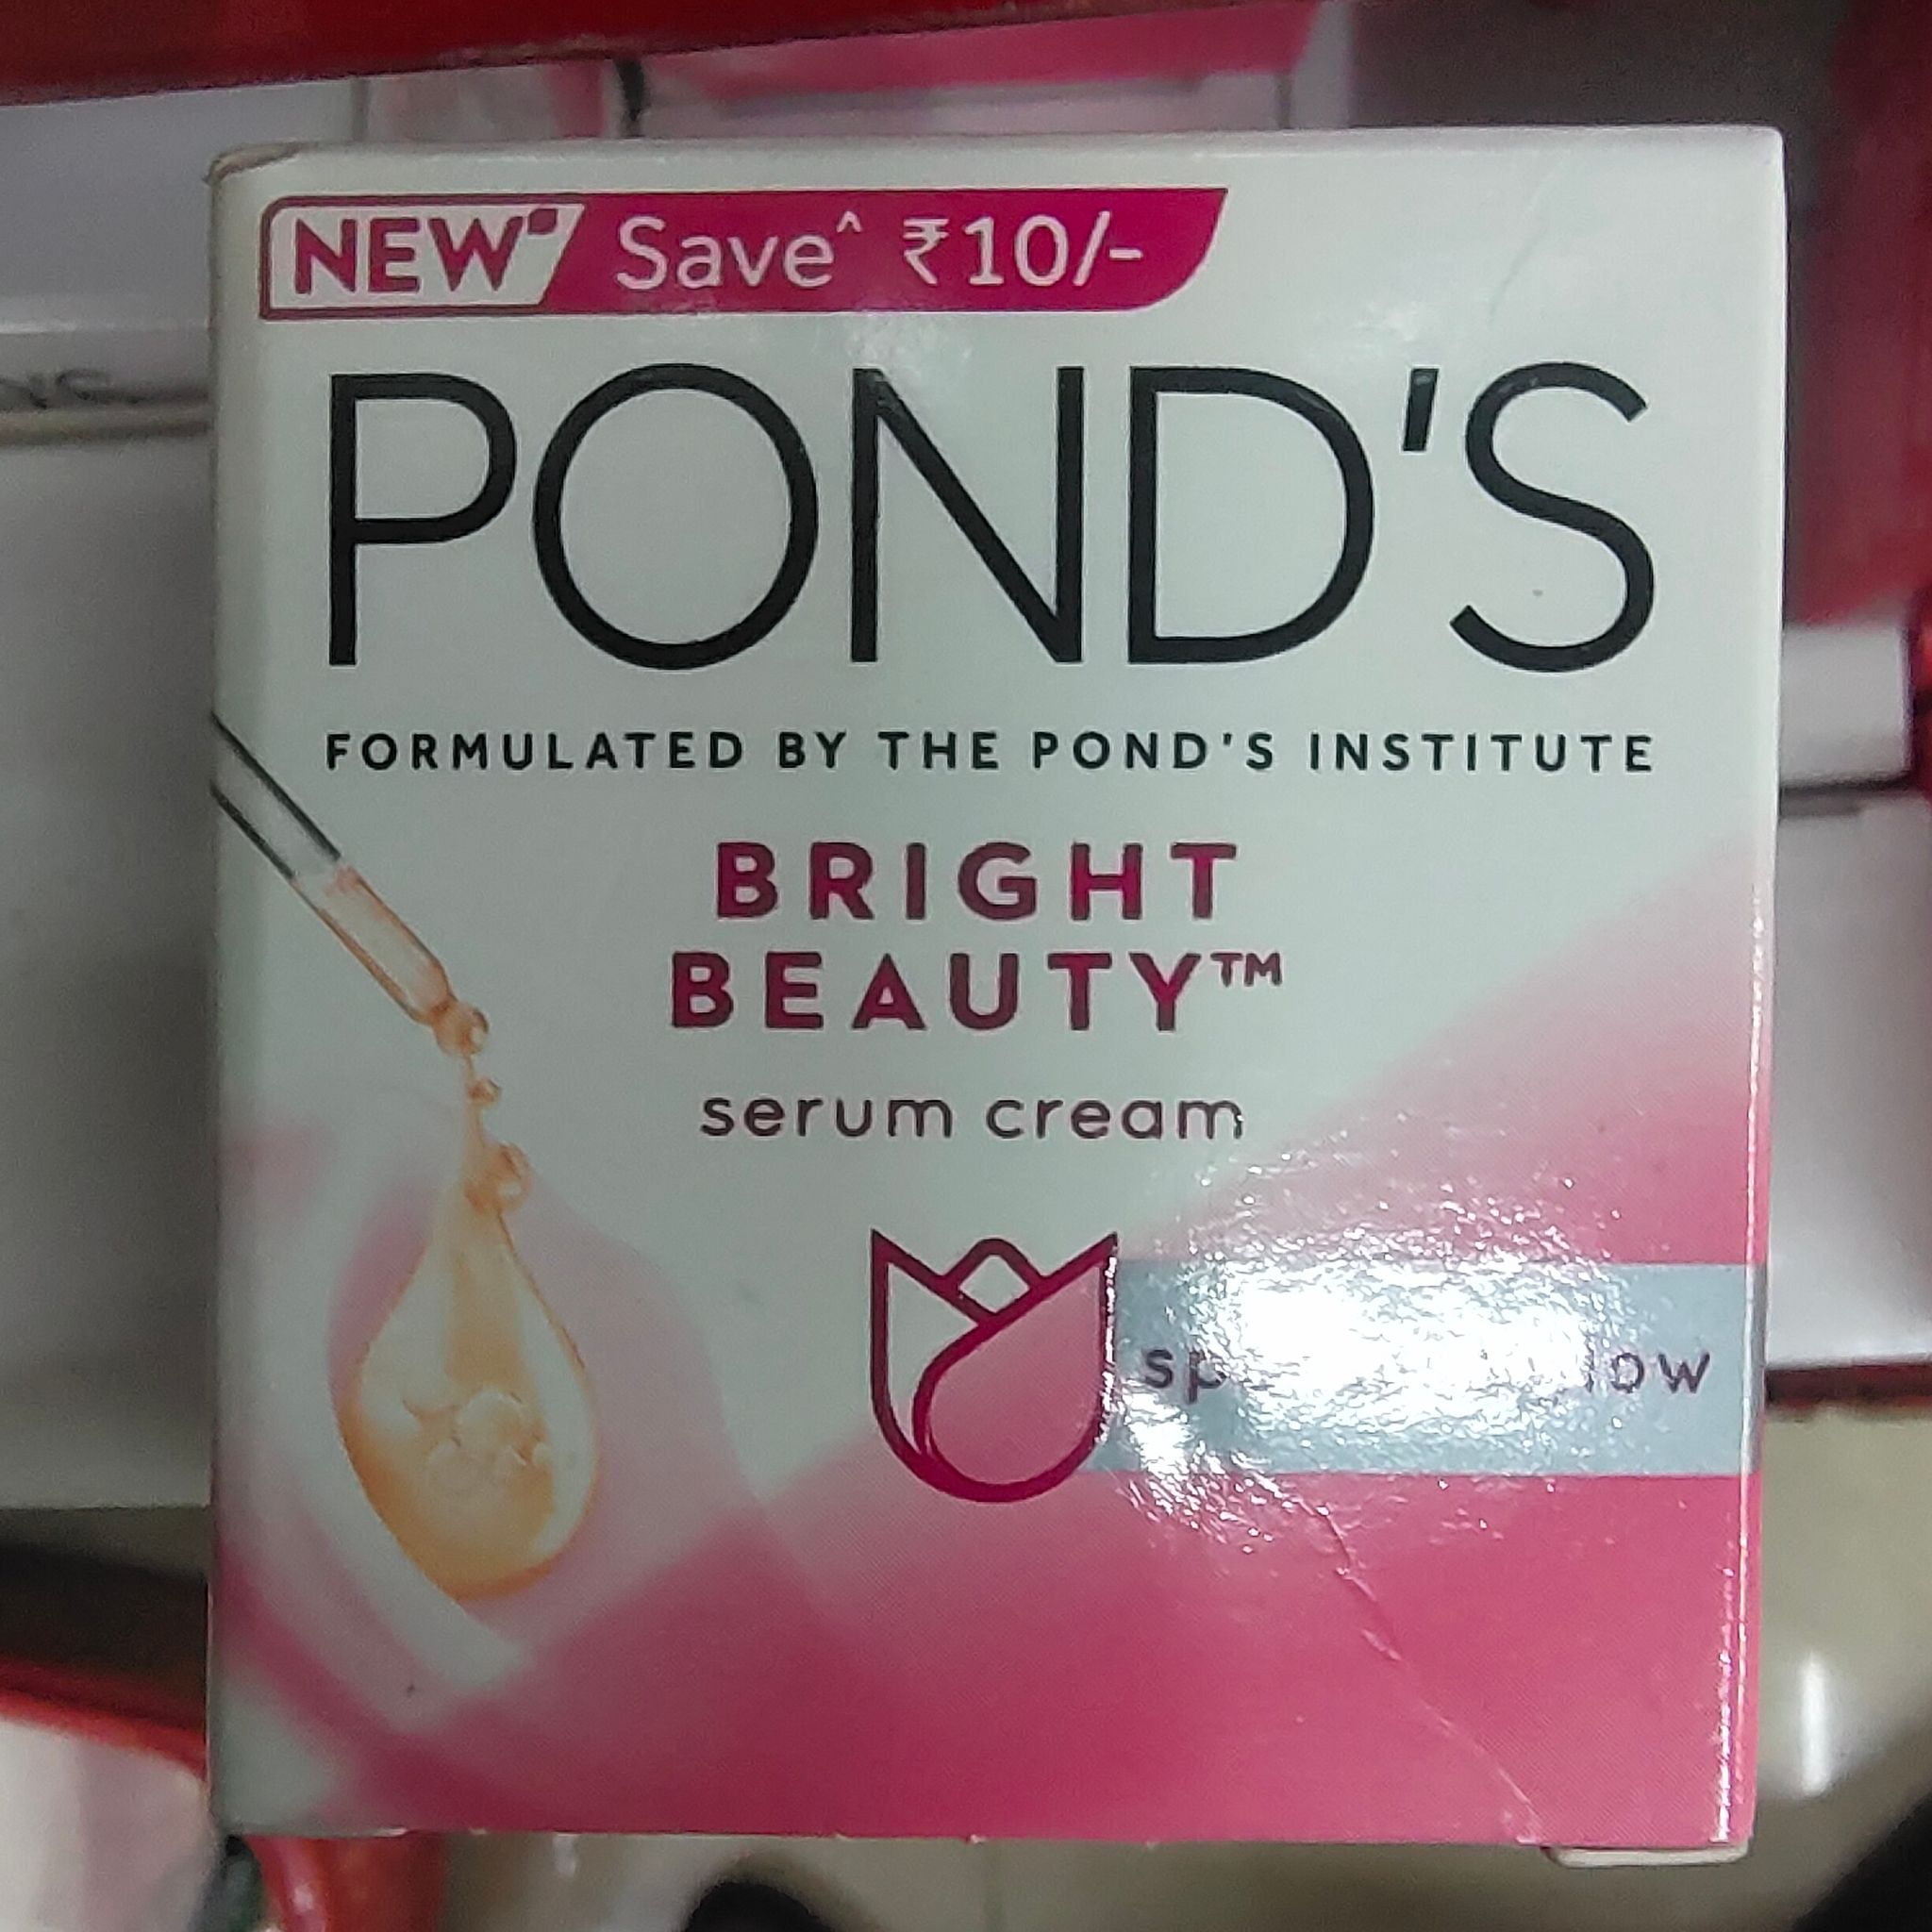 NEW Save^ ₹10/-
POND'S
FORMULATED BY THE POND'S INSTITUTE
BRIGHT
BEAUTY™
serum cream